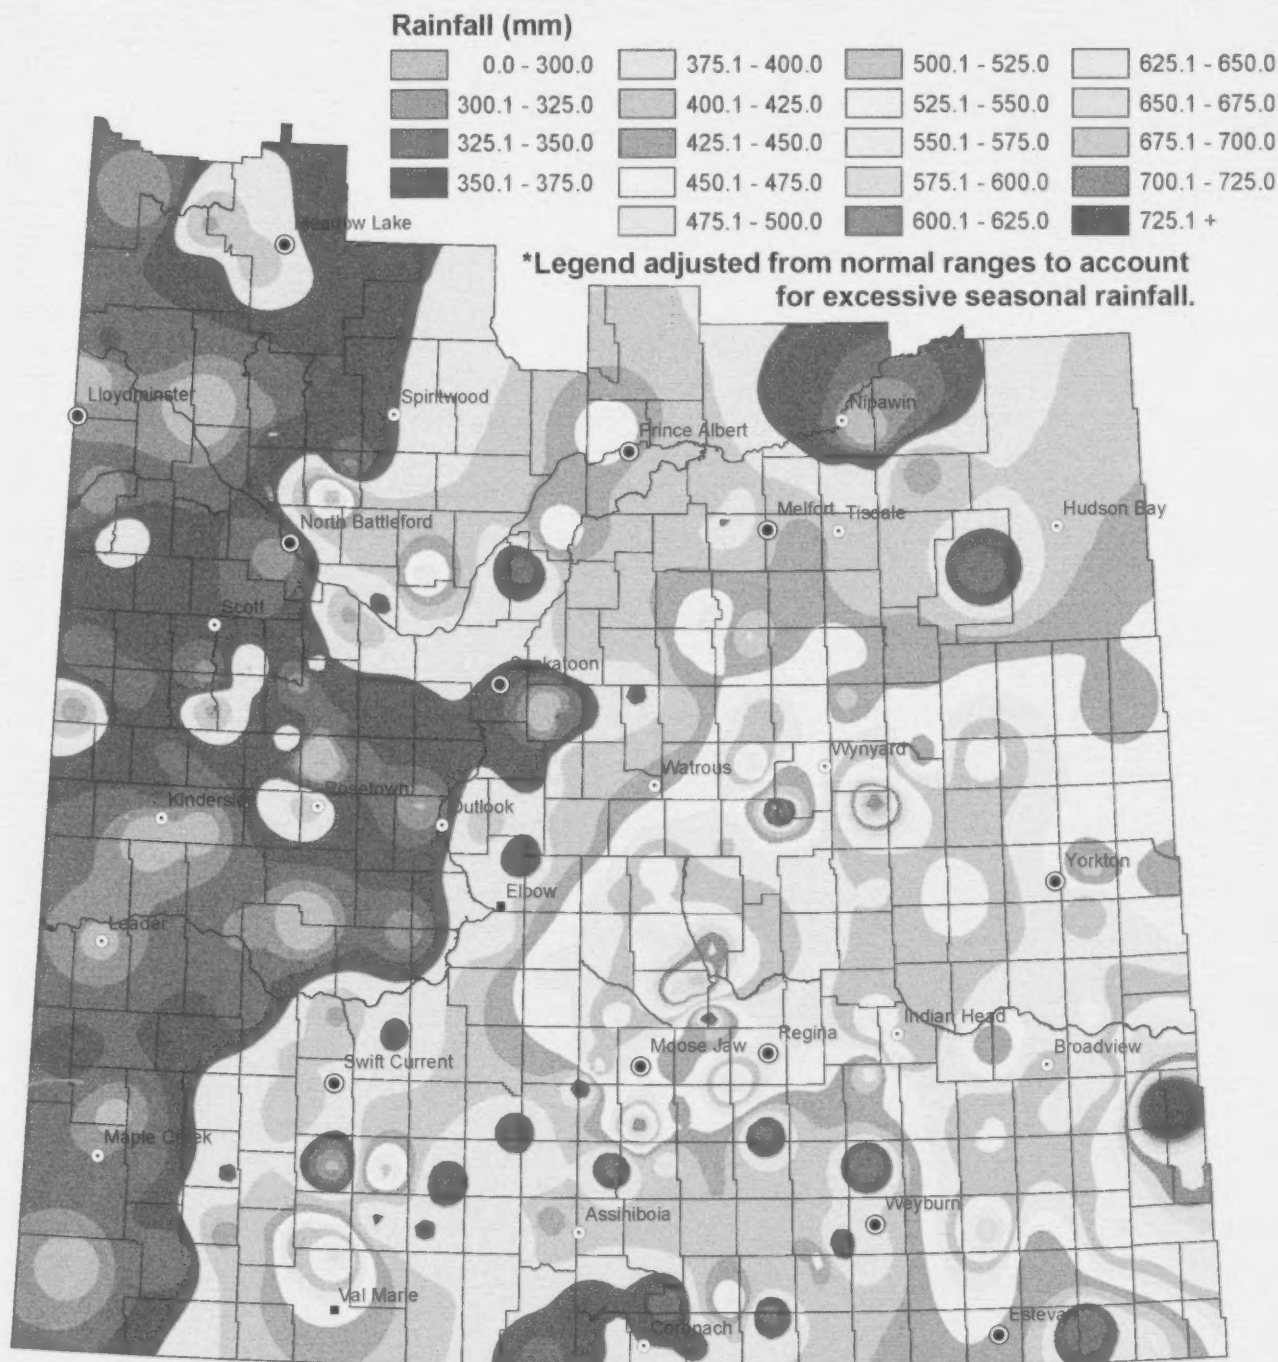 Rainfall (mm)
0.0 - 300.0
300.1 - 325.0
325.1 - 350.0
350.1 - 375.0
375.1 - 400.0
400.1 - 425.0
425.1 - 450.0
450.1 - 475.0
475.1 - 500.0
500.1 - 525.0
525.1 - 550.0
550.1 - 575.0
575.1 - 600.0
600.1 - 625.0
625.1 - 650.0
650.1 - 675.0
675.1 - 700.0
700.1 - 725.0
725.1 +
*Legend adjusted from normal ranges to account
for excessive seasonal rainfall.
Meadow Lake
Lloydminster
Spiritwood
Nipawin
Prince Albert
Melfort
Tisdale
Hudson Bay
North Battleford
Scott
Saskatoon
Wynyard
Watrous
Kindersley
Rosetown
Outlook
Yorkton
Elbow
Leader
Indian Head
Regina
Moose Jaw
Broadview
Swift Current
Maple Creek
Assiniboia
Weyburn
Val Marie
Estevan
Coronach